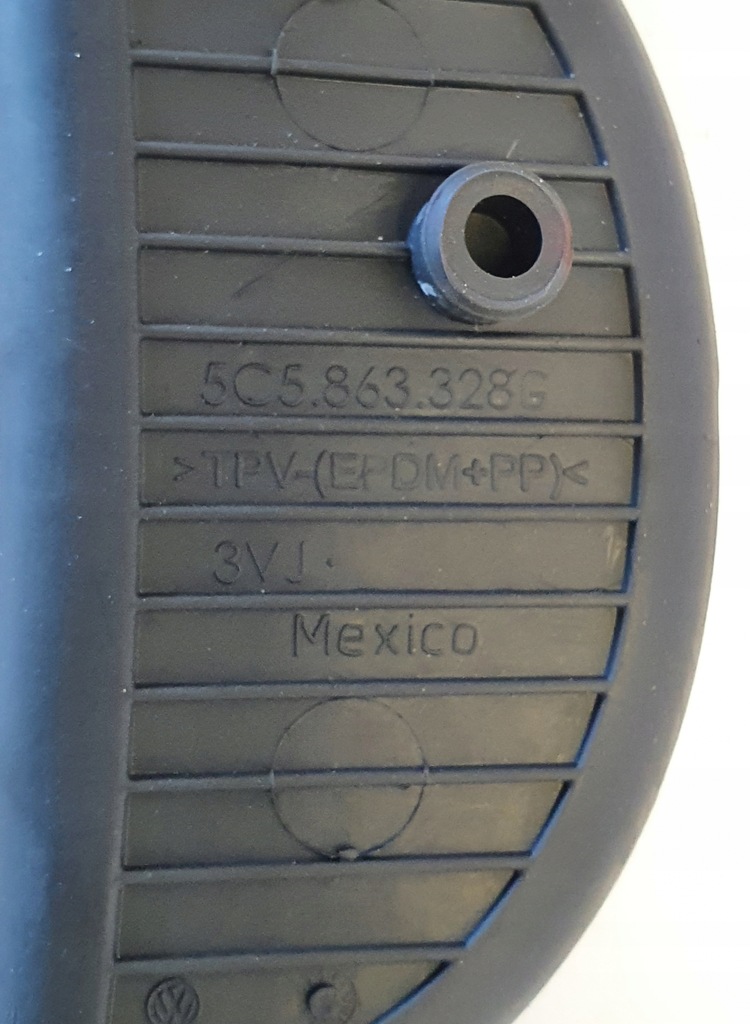 5C5.863.328G
>TPV-(EPDM+PP)<
3VJ.
Mexico